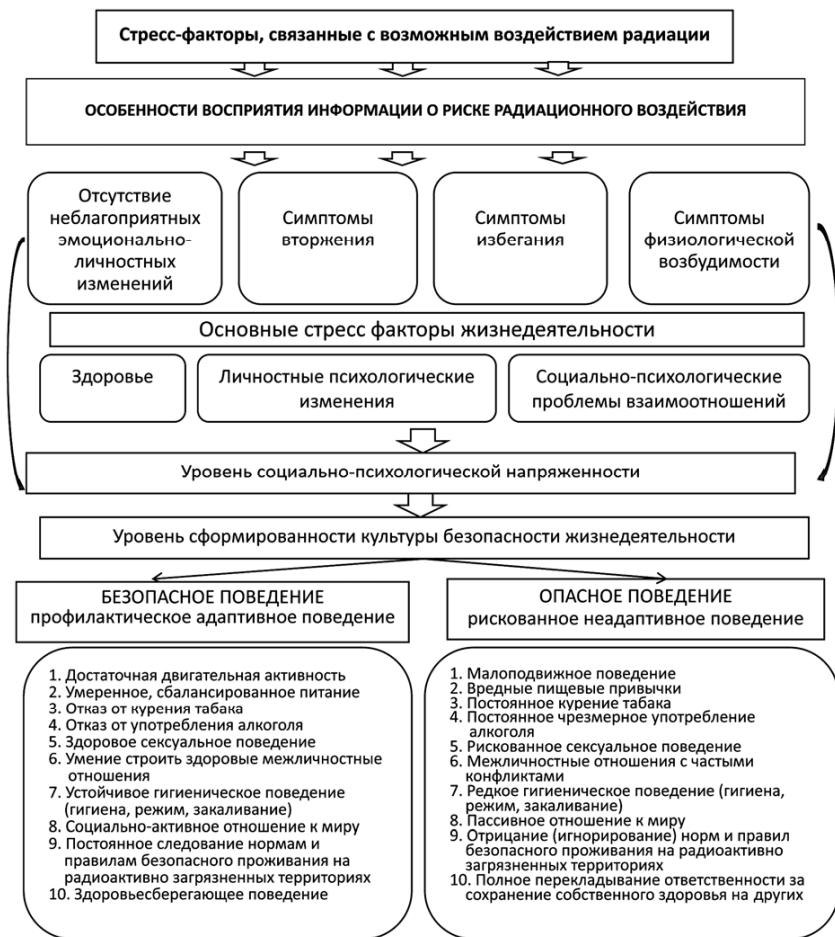 Стресс-факторы, связанные с возможным воздействием радиации
ОСОБЕННОСТИ ВОСПРИЯТИЯ ИНФОРМАЦИИ О РИСКЕ РАДИАЦИОННОГО ВОЗДЕЙСТВИЯ
Отсутствие
неблагоприятных
эмоционально-
личностных
изменений
Симптомы
вторжения
Симптомы
избегания
Симптомы
физиологической
возбудимости
Основные стресс факторы жизнедеятельности
Здоровье
Личностные психологические
изменения
Социально-психологические
проблемы взаимоотношений
Уровень социально-психологической напряженности
Уровень сформированности культуры безопасности жизнедеятельности
БЕЗОПАСНОЕ ПОВЕДЕНИЕ
профилактическое адаптивное поведение
1. Достаточная двигательная активность
2. Умеренное, сбалансированное питание
3. Отказ от курения табака
4. Отказ от употребления алкоголя
5. Здоровое сексуальное поведение
6. Умение строить здоровые межличностные
отношения
7. Устойчивое гигиеническое поведение
(гигиена, режим, закаливание)
8. Социально-активное отношение к миру
9. Постоянное следование нормам и
правилам безопасного проживания на
радиоактивно загрязненных территориях
10. Здоровьесберегающее поведение
ОПАСНОЕ ПОВЕДЕНИЕ
рискованное неадаптивное поведение
1. Малоподвижное поведение
2. Вредные пищевые привычки
3. Постоянное курение табака
4. Постоянное чрезмерное употребление
алкоголя
5. Рискованное сексуальное поведение
6. Межличностные отношения с частыми
конфликтами
7. Редкое гигиеническое поведение (гигиена,
режим, закаливание)
8. Пассивное отношение к миру
9. Отрицание (игнорирование) норм и правил
безопасного проживания на радиоактивно
загрязненных территориях
10. Полное перекладывание ответственности за
сохранение собственного здоровья на других